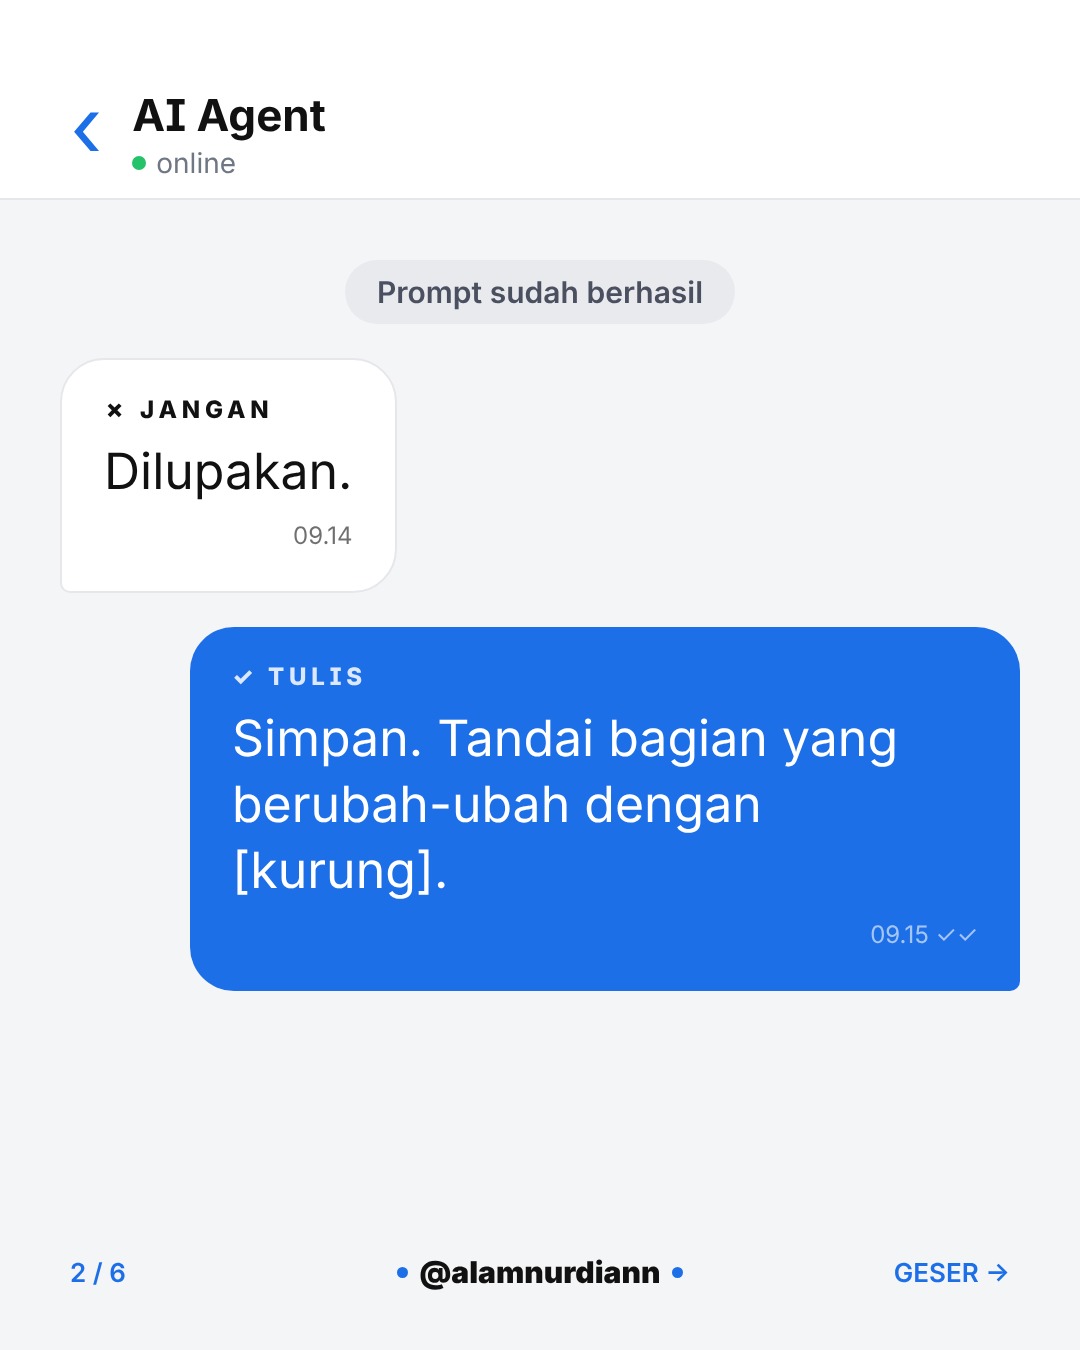 AI Agent
online
Prompt sudah berhasil
× JANGAN
Dilupakan.
09.14
✓ TULIS
Simpan. Tandai bagian yang
berubah-ubah dengan
[kurung].
09.15 ✓✓
2 / 6
• @alamnurdiann •
GESER →